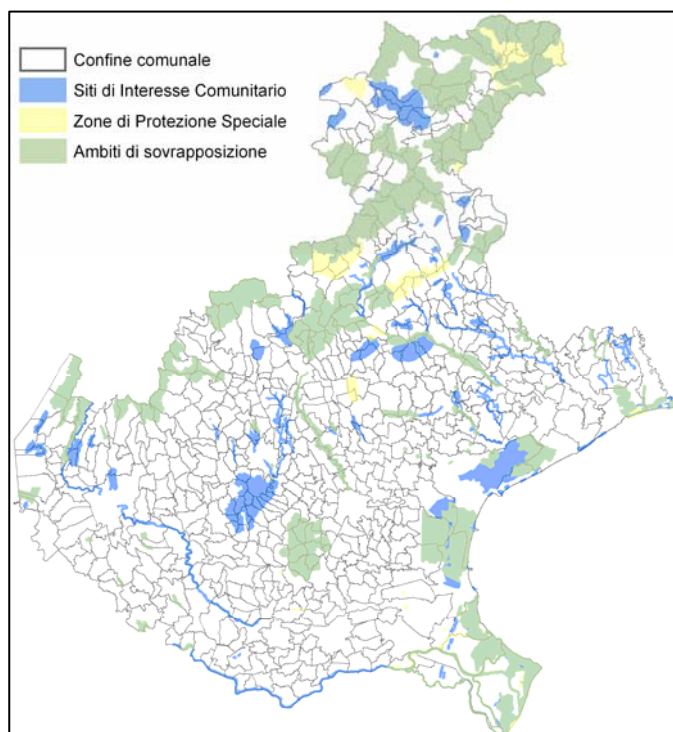 Confine comunale
Siti di Interesse Comunitario
Zone di Protezione Speciale
Ambiti di sovrapposizione